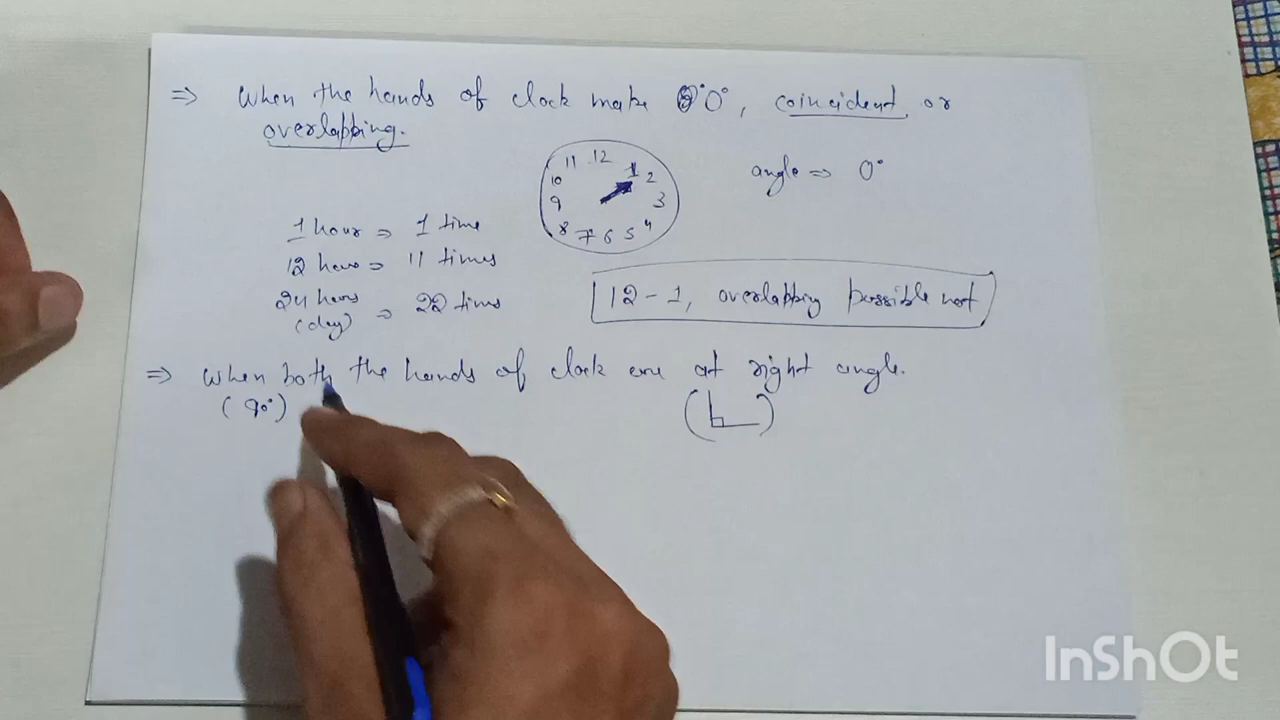 ⇒ When the hands of clock make 0°, coincident or
overlapping.
11 12 1
10 2
9 3
8 7 6 5 4
angle ⇒ 0°
1 hour ⇒ 1 time
12 hours ⇒ 11 times
24 hours ⇒ 22 times
(day)
12-1, overlapping possible not
⇒ When both the hands of clock are at right angle.
(90°)
InShOt